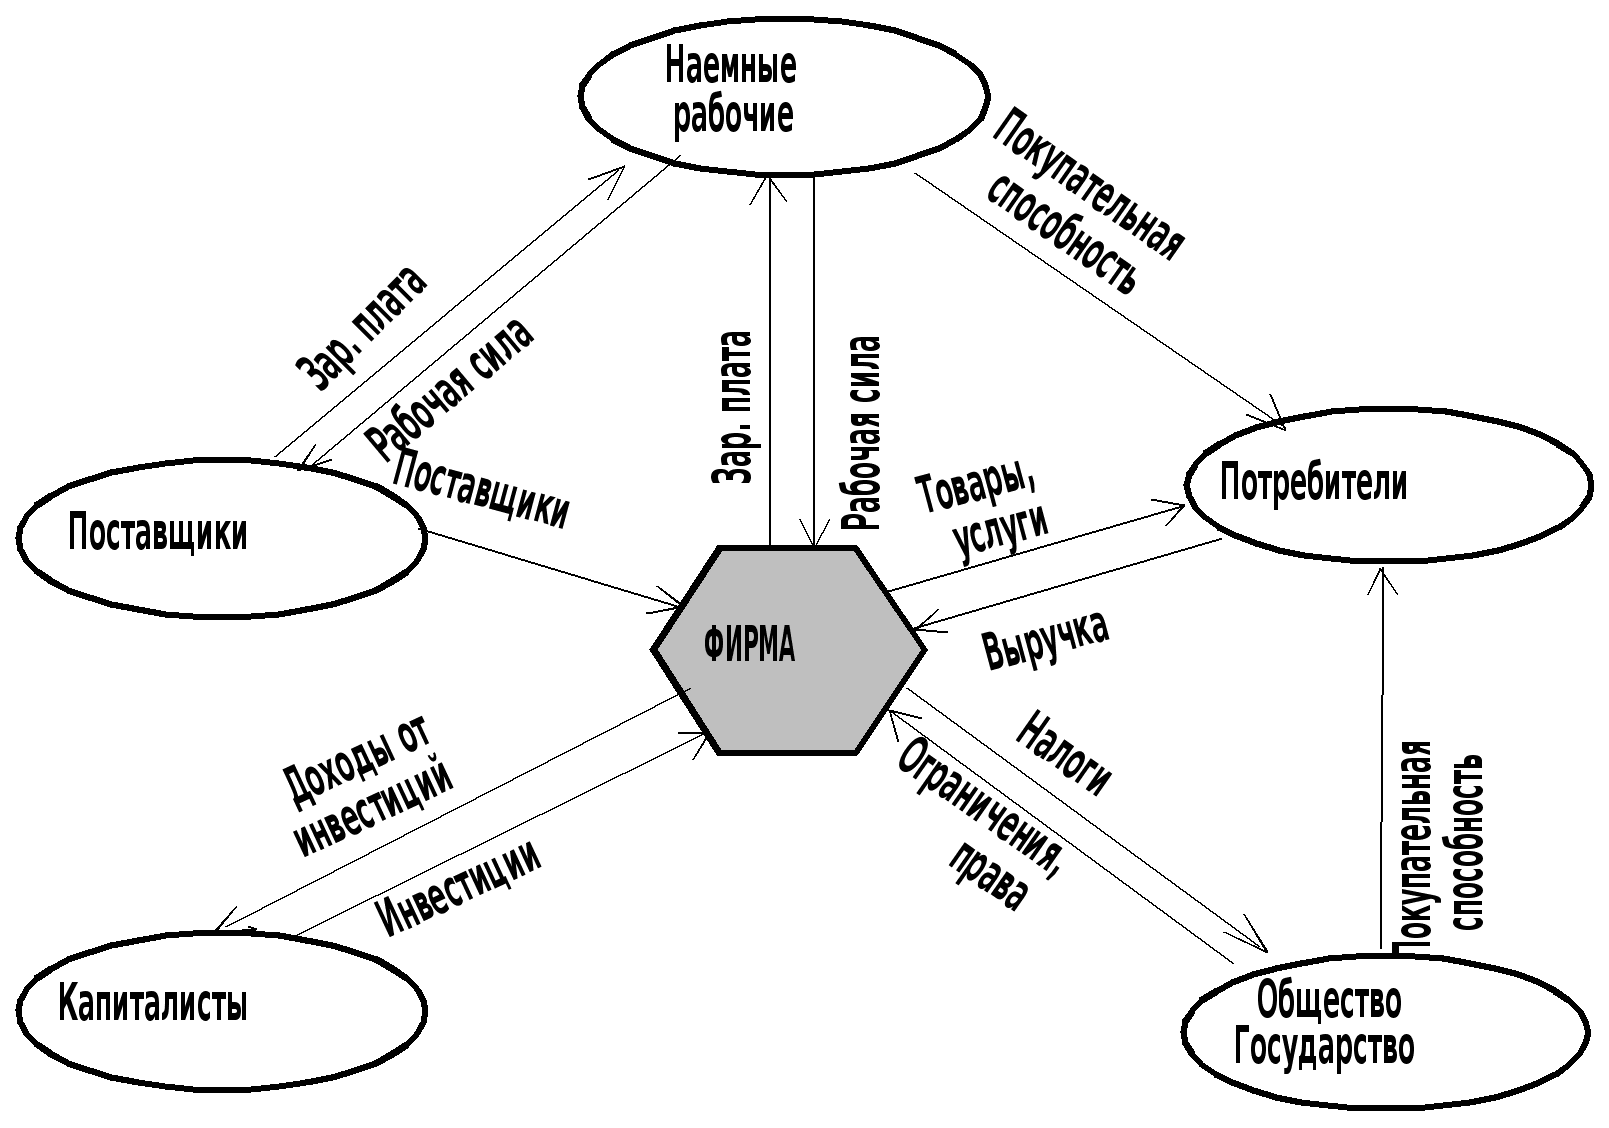 Наемные
рабочие
Покупательная
способность
Зар. плата
Рабочая сила
Зар. плата
Рабочая сила
Поставщики
Поставщики
Товары,
услуги
Потребители
Выручка
ФИРМА
Доходы от
инвестиций
Инвестиции
Налоги
Ограничения,
права
Покупательная
способность
Капиталисты
Общество
Государство